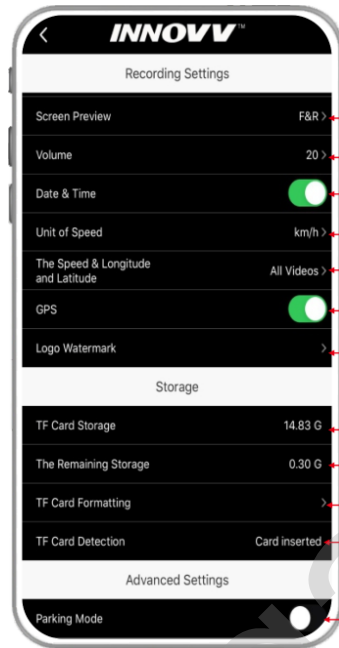 INNOVV™
Recording Settings
Screen Preview F&R >
Volume 20 >
Date & Time
Unit of Speed km/h >
The Speed & Longitude
and Latitude All Videos >
GPS
Logo Watermark >
Storage
TF Card Storage 14.83 G
The Remaining Storage 0.30 G
TF Card Formatting >
TF Card Detection Card inserted
Advanced Settings
Parking Mode